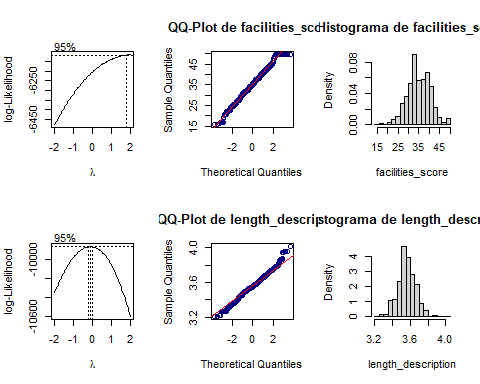 QQ-Plot de facilities_sco
Histograma de facilities_s
95%
log-Likelihood
-6250
-6450
-2 -1 0 1 2
λ
Sample Quantiles
45
35
25
15
-2 0 2
Theoretical Quantiles
Density
0.08
0.04
0.00
15 25 35 45
facilities_score
QQ-Plot de length_descrip
stograma de length_descri
95%
log-Likelihood
-10000
-10600
-2 -1 0 1 2
λ
Sample Quantiles
4.0
3.6
3.2
-2 0 2
Theoretical Quantiles
Density
4
3
2
1
0
3.2 3.6 4.0
length_description